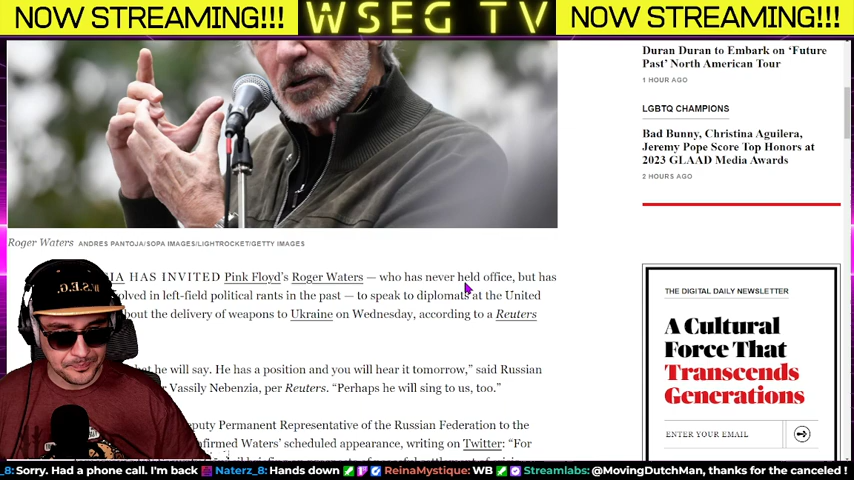 NOW STREAMING!!!
WSEG TV
NOW STREAMING!!!
Duran Duran to Embark on ‘Future
Past’ North American Tour
1 HOUR AGO
LGBTQ CHAMPIONS
Bad Bunny, Christina Aguilera,
Jeremy Pope Score Top Honors at
2023 GLAAD Media Awards
2 HOURS AGO
Roger Waters ANDRES PANTOJA/SOPA IMAGES/LIGHTROCKET/GETTY IMAGES
HAS INVITED Pink Floyd’s Roger Waters — who has never held office, but has
in left-field political rants in the past — to speak to diplomats at the United
the delivery of weapons to Ukraine on Wednesday, according to a Reuters
he will say. He has a position and you will hear it tomorrow,” said Russian
Vassily Nebenzia, per Reuters. “Perhaps he will sing to us, too.”
Permanent Representative of the Russian Federation to the
Waters’ scheduled appearance, writing on Twitter: “For
THE DIGITAL DAILY NEWSLETTER
A Cultural
Force That
Transcends
Generations
ENTER YOUR EMAIL
W.S.E.G.
_8: Sorry. Had a phone call. I'm back Naterz_8: Hands down ReinaMystique: WB Streamlabs: @MovingDutchMan, thanks for the canceled !